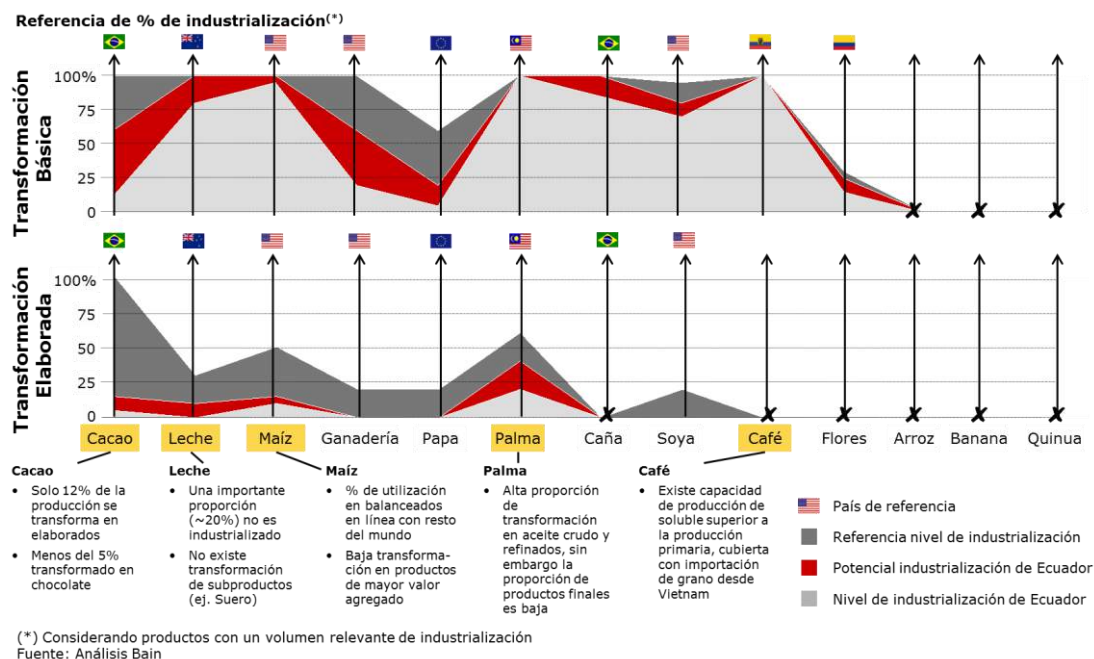 Referencia de % de industrialización(*)
Transformación
Básica
100%
75
50
25
0
Transformación
Elaborada
100%
75
50
25
0
Cacao
Leche
Maíz
Ganadería
Papa
Palma
Caña
Soya
Café
Flores
Arroz
Banana
Quinua
Cacao
• Solo 12% de la
producción se
transforma en
elaborados
• Menos del 5%
transformado en
chocolate
Leche
• Una importante
proporción
(~20%) no es
industrializado
• No existe
transformación
de subproductos
(ej. Suero)
Maíz
• % de utilización
en balanceados
en línea con resto
del mundo
• Baja transforma-
ción en productos
de mayor valor
agregado
Palma
• Alta proporción
de
transformación
en aceite crudo y
refinados, sin
embargo la
proporción de
productos finales
es baja
Café
• Existe capacidad
de producción de
soluble superior a
la producción
primaria, cubierta
con importación
de grano desde
Vietnam
País de referencia
Referencia nivel de industrialización
Potencial industrialización de Ecuador
Nivel de industrialización de Ecuador
(*) Considerando productos con un volumen relevante de industrialización
Fuente: Análisis Bain